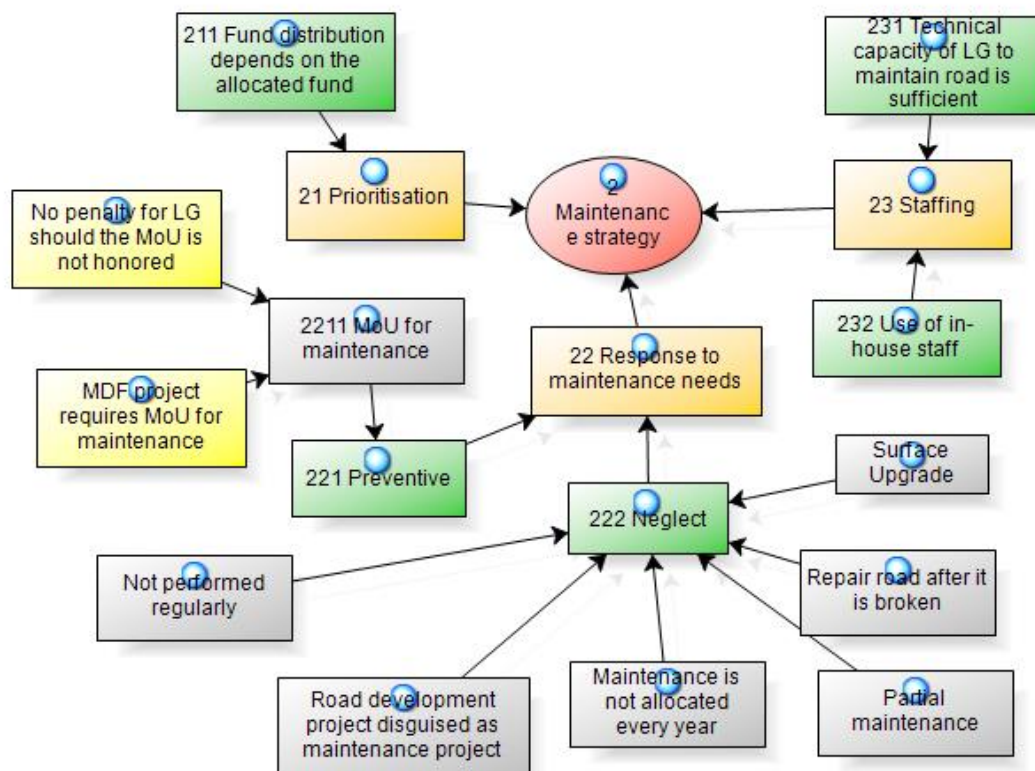 211 Fund distribution
depends on the
allocated fund
231 Technical
capacity of LG to
maintain road is
sufficient
21 Prioritisation
2
Maintenanc
e strategy
23 Staffing
No penalty for LG
should the MoU is
not honored
2211 MoU for
maintenance
22 Response to
maintenance needs
232 Use of in-
house staff
MDF project
requires MoU for
maintenance
221 Preventive
Surface
Upgrade
222 Neglect
Not performed
regularly
Repair road after it
is broken
Road development
project disguised as
maintenance project
Maintenance is
not allocated
every year
Partial
maintenance